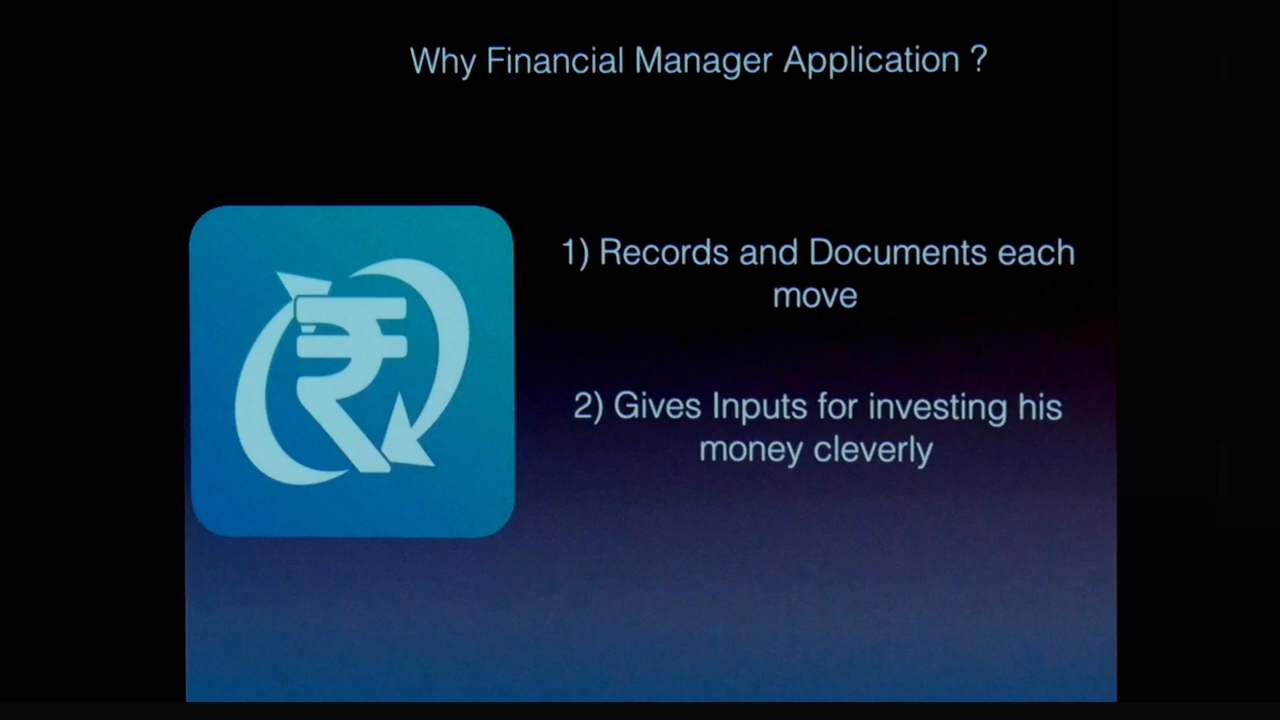 Why Financial Manager Application ?
1) Records and Documents each
move
2) Gives Inputs for investing his
money cleverly